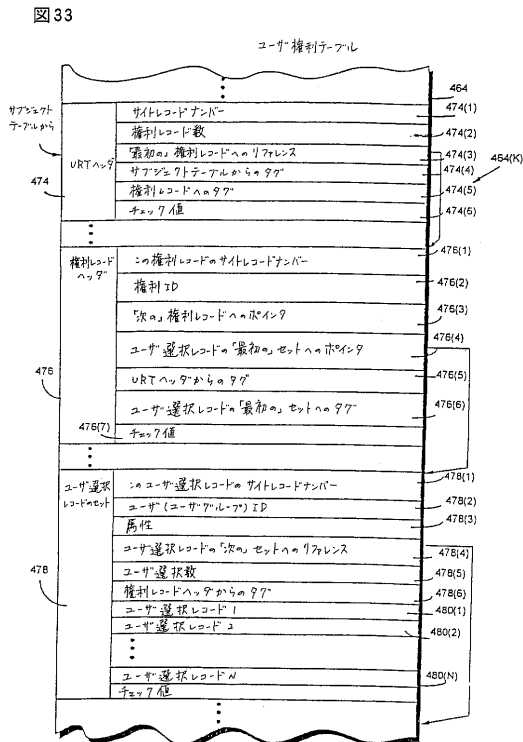 図33
ユーザ権利テーブル
464
サブジェクト
テーブルから
URTヘッダ
474
サイトレコードナンバー
474(1)
権利レコード数
474(2)
「最初の」権利レコードへのリファレンス
474(3)
サブジェクトテーブルからのタグ
474(4)
権利レコードへのタグ
474(5)
チェック値
474(6)
464(K)
権利レコード
ヘッダ
476
この権利レコードのサイトレコードナンバー
476(1)
権利ID
476(2)
「次の」権利レコードへのポインタ
476(3)
ユーザ選択レコードの「最初の」セットへのポインタ
476(4)
URTヘッダからのタグ
476(5)
ユーザ選択レコードの「最初の」セットへのタグ
476(6)
476(7)
チェック値
ユーザ選択
レコードのセット
478
このユーザ選択レコードのサイトレコードナンバー
478(1)
ユーザ(ユーザグループ)ID
478(2)
属性
478(3)
ユーザ選択レコードの「次の」セットへのリファレンス
478(4)
ユーザ選択数
478(5)
権利レコードヘッダからのタグ
478(6)
ユーザ選択レコード1
480(1)
ユーザ選択レコード2
480(2)
ユーザ選択レコードN
480(N)
チェック値